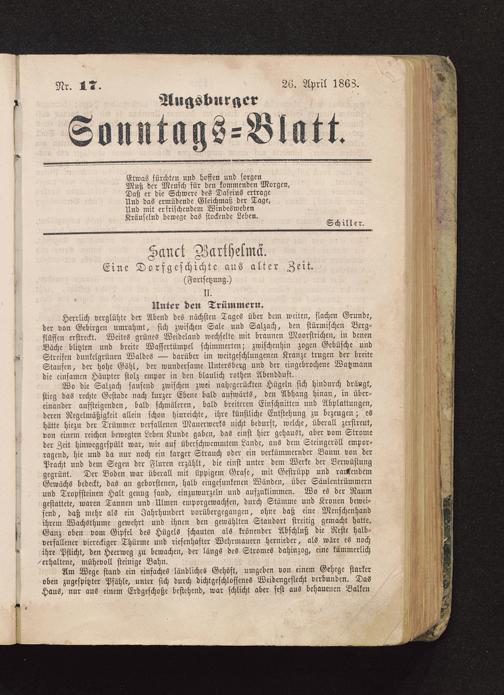 Nr. 17.
26. April 1868.
Augsburger
Sonntags=Blatt.
Etwas fürchten und hoffen und sorgen
Muß der Mensch für den kommenden Morgen,
Daß er die Schwere des Daseins ertrage
Und das ermüdende Gleichmaß der Tage,
Und mit erfrischendem Windesweben
Kräuselnd bewege das stockende Leben.
Schiller.
Sanct Barthelmä.
Eine Dorfgeschichte aus alter Zeit.
(Fortsetzung.)
II.
Unter den Trümmern.
Herrlich verglühte der Abend des nächsten Tages über dem weiten, flachen Grunde,
der von Gebirgen umrahmt, sich zwischen Sale und Salzach, den stürmischen Berg-
flüssen erstreckt. Weites grünes Weideland wechselte mit braunen Moorstrichen, in denen
Bäche blitzten und breite Wassertümpel schimmerten; zwischenhin zogen Gebüsche und
Streifen dunkelgrünen Waldes — darüber im weitgeschlungenen Kranze trugen der breite
Staufen, der hohe Göhl, der wundersame Untersberg und der eingebrochene Watzmann
die einsamen Häupter stolz empor in den blaulich rothen Abendduft.
Wo die Salzach sausend zwischen zwei nahegerückten Hügeln sich hindurch drängt,
stieg das rechte Gestade nach kurzer Ebene bald aufwärts, den Abhang hinan, in über-
einander aufsteigenden, bald schmäleren, bald breiteren Einschnitten und Abplattungen,
deren Regelmäßigkeit allein schon hinreichte, ihre künstliche Entstehung zu bezeugen; es
hätte hiezu der Trümmer verfallenen Mauerwerks nicht bedurft, welche, überall zerstreut,
von einem reichen bewegten Leben Kunde gaben, das einst hier gehaust, aber vom Strome
der Zeit hinweggespült war, wie auf überschwemmtem Lande, aus dem Steingeröll empor-
ragend, hie und da nur noch ein karger Strauch oder ein verkümmernder Baum von der
Pracht und dem Segen der Fluren erzählt, die einst unter dem Werke der Verwüstung
gegrünt. Der Boden war überall mit üppigem Grase, mit Gestrüpp und rankendem
Gewächs bedeckt, das an geborstenen, halb eingesunkenen Wänden, über Säulentrümmern
und Tropfsteinen Halt genug fand, einzuwurzeln und aufzuklimmen. Wo es der Raum
gestattete, waren Tannen und Ulmen emporgewachsen, durch Stämme und Kronen bewei-
send, daß mehr als ein Jahrhundert vorübergegangen, ohne daß eine Menschenhand
ihrem Wachsthume gewehrt und ihnen den gewählten Standort streitig gemacht hatte.
Ganz oben vom Gipfel des Hügels schauten als krönender Abschluß die Reste halb-
verfallener viereckiger Thürme und riesenhafter Wehrmauern hernieder, als wäre es noch
ihre Pflicht, den Heerweg zu bewachen, der längs des Stromes dahinzog, eine kümmerlich
erhaltene, mühevoll steinige Bahn.
Am Wege stand ein einfaches ländliches Gehöft, umgeben von einem Gehege starker
oben zugespitzter Pfähle, unter sich durch dichtgeschlossenes Weidengeflecht verbunden. Das
Haus, nur aus einem Erdgeschoße bestehend, war schlicht aber fest aus behauenen Balken